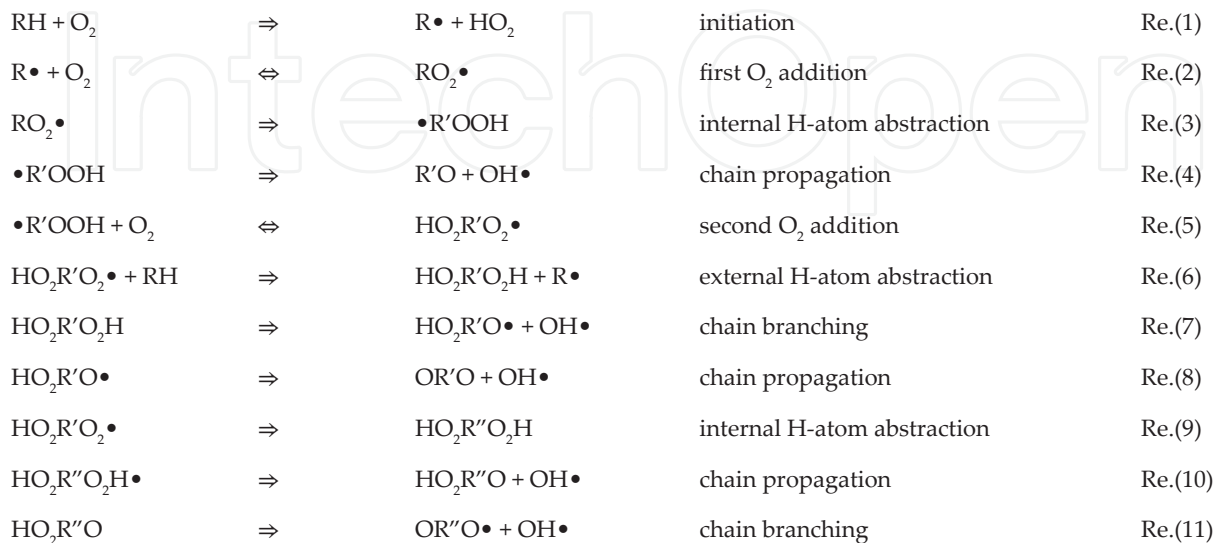 IntechOpen
RH + O₂ ⇒ R• + HO₂ initiation Re.(1)
R• + O₂ ⇔ RO₂• first O₂ addition Re.(2)
RO₂• ⇒ •R’OOH internal H-atom abstraction Re.(3)
•R’OOH ⇒ R’O + OH• chain propagation Re.(4)
•R’OOH + O₂ ⇔ HO₂R’O₂• second O₂ addition Re.(5)
HO₂R’O₂• + RH ⇒ HO₂R’O₂H + R• external H-atom abstraction Re.(6)
HO₂R’O₂H ⇒ HO₂R’O• + OH• chain branching Re.(7)
HO₂R’O• ⇒ OR’O + OH• chain propagation Re.(8)
HO₂R’O₂• ⇒ HO₂R″O₂H internal H-atom abstraction Re.(9)
HO₂R″O₂H• ⇒ HO₂R″O + OH• chain propagation Re.(10)
HO₂R″O ⇒ OR″O• + OH• chain branching Re.(11)